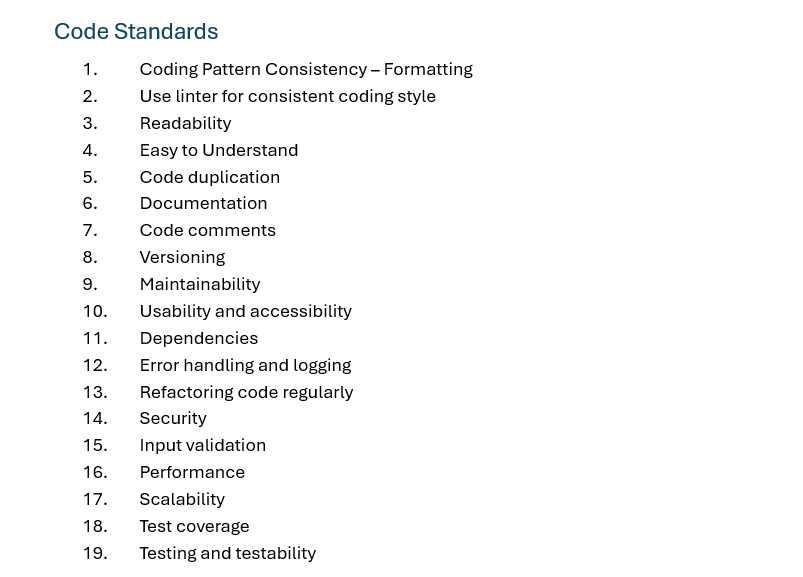 Code Standards
1. Coding Pattern Consistency – Formatting
2. Use linter for consistent coding style
3. Readability
4. Easy to Understand
5. Code duplication
6. Documentation
7. Code comments
8. Versioning
9. Maintainability
10. Usability and accessibility
11. Dependencies
12. Error handling and logging
13. Refactoring code regularly
14. Security
15. Input validation
16. Performance
17. Scalability
18. Test coverage
19. Testing and testability